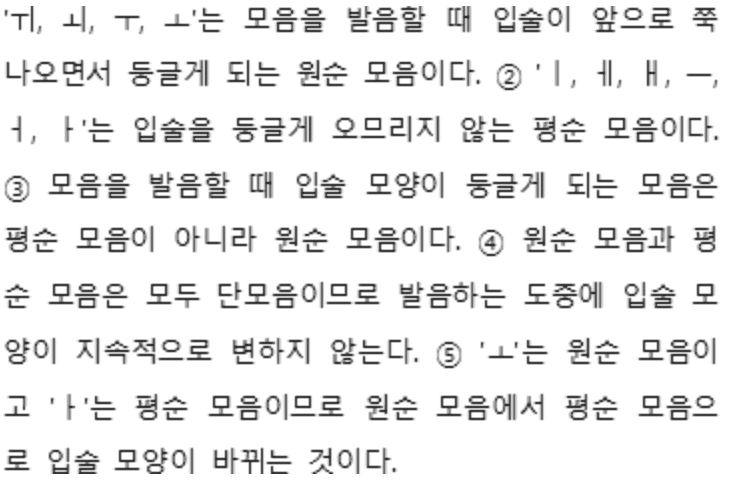 'ㅟ, ㅚ, ㅜ, ㅗ'는 모음을 발음할 때 입술이 앞으로 쭉
나오면서 둥글게 되는 원순 모음이다. ② 'ㅣ, ㅔ, ㅐ, ㅡ,
ㅓ, ㅏ'는 입술을 둥글게 오므리지 않는 평순 모음이다.
③ 모음을 발음할 때 입술 모양이 둥글게 되는 모음은
평순 모음이 아니라 원순 모음이다. ④ 원순 모음과 평
순 모음은 모두 단모음이므로 발음하는 도중에 입술 모
양이 지속적으로 변하지 않는다. ⑤ 'ㅗ'는 원순 모음이
고 'ㅏ'는 평순 모음이므로 원순 모음에서 평순 모음으
로 입술 모양이 바뀌는 것이다.